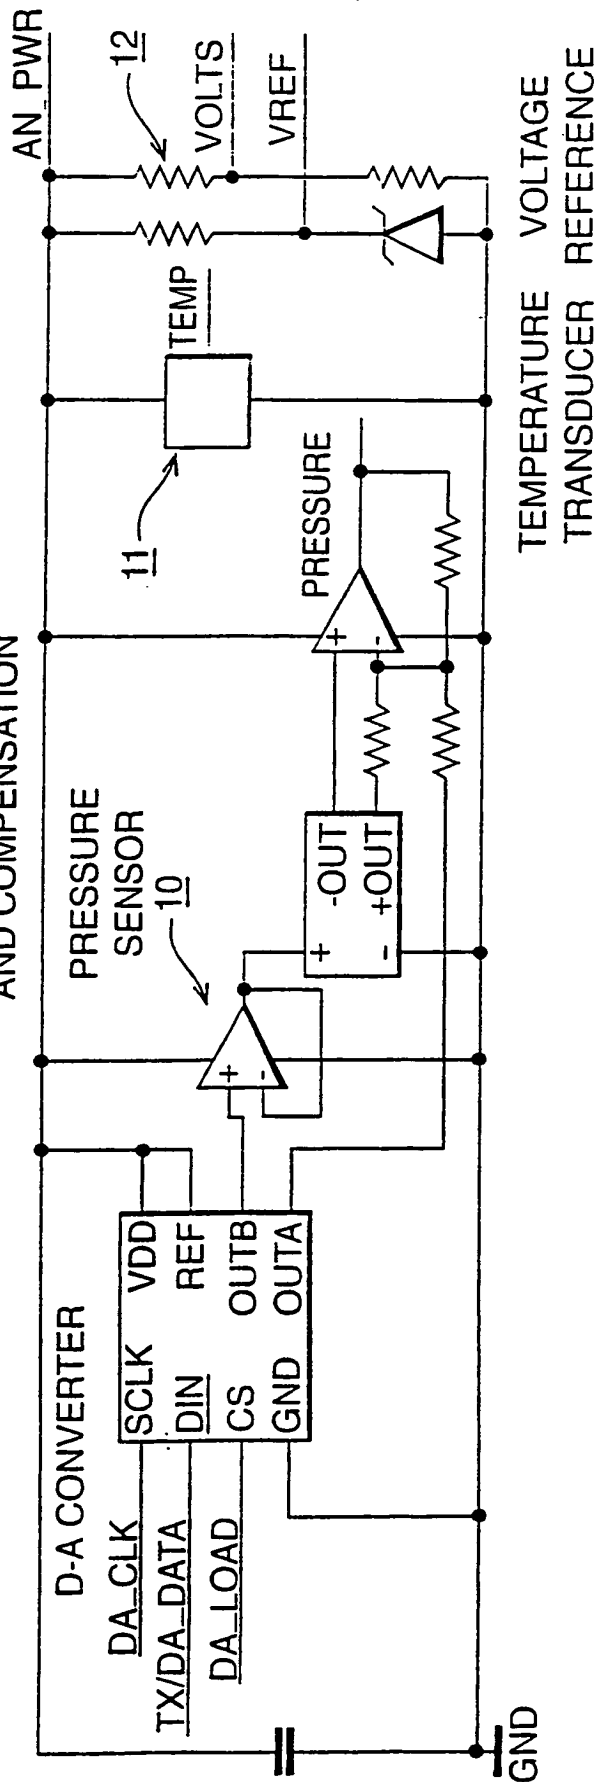 AND COMPENSATION
D-A CONVERTER
PRESSURE
SENSOR
10
DA_CLK
TX/DA_DATA
DA_LOAD
SCLK VDD
DIN REF
CS OUTB
GND OUTA
+
-
+
-
-OUT
+OUT
+
-
PRESSURE
11
TEMP
12
AN_PWR
VOLTS
VREF
GND
TEMPERATURE
TRANSDUCER
VOLTAGE
REFERENCE